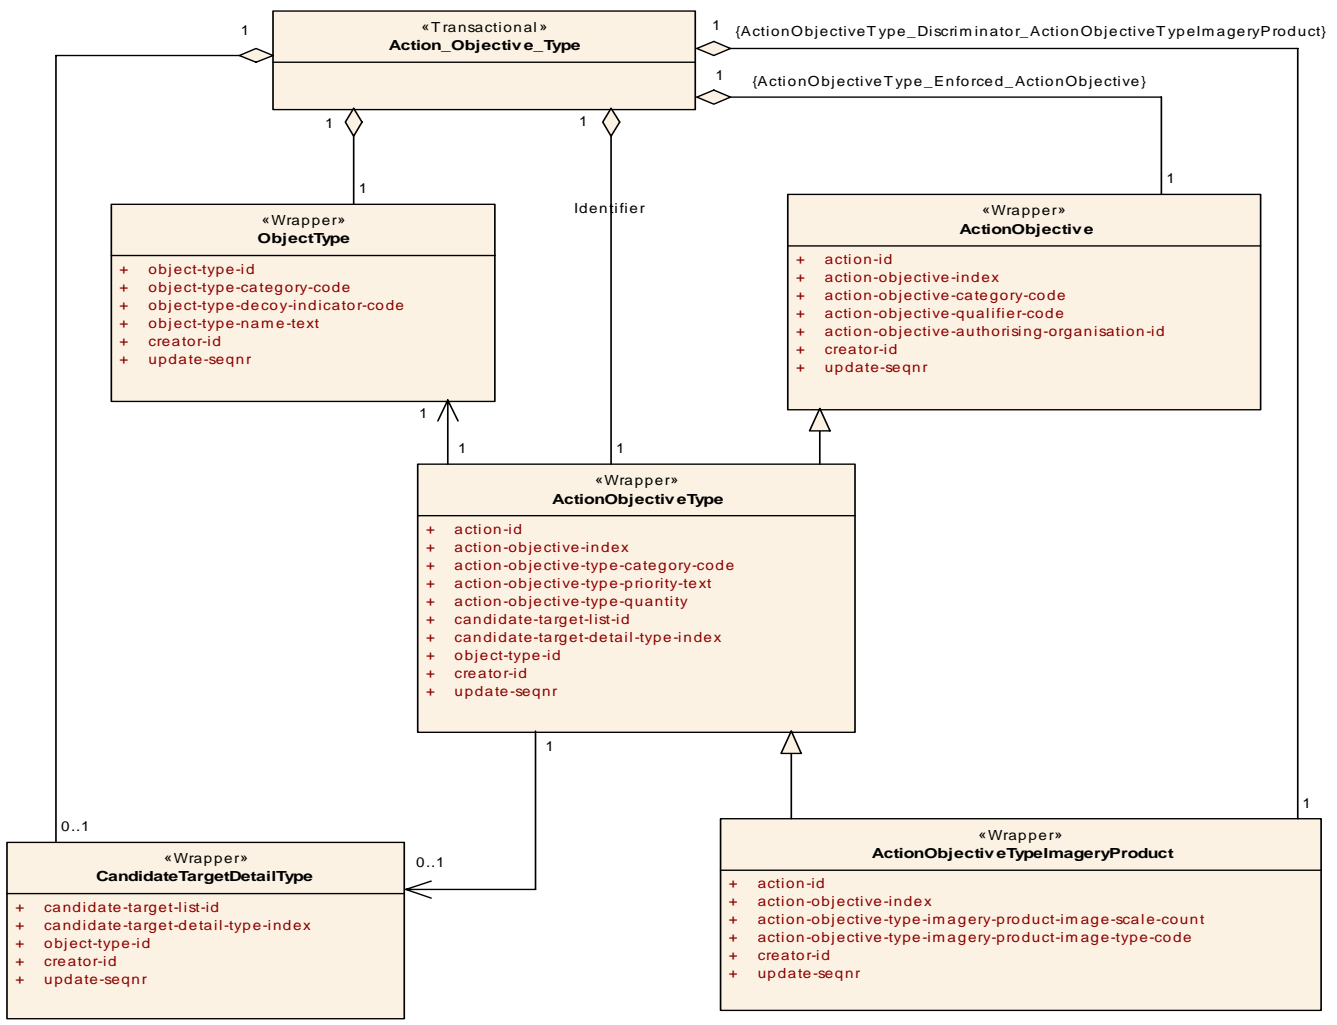 1
«Transactional»
Action_Objective_Type
1
{ActionObjectiveType_Discriminator_ActionObjectiveTypeImageryProduct}
1
{ActionObjectiveType_Enforced_ActionObjective}
1
1
1
1
Identifier
«Wrapper»
ObjectType
+ object-type-id
+ object-type-category-code
+ object-type-decoy-indicator-code
+ object-type-name-text
+ creator-id
+ update-seqnr
«Wrapper»
ActionObjective
+ action-id
+ action-objective-index
+ action-objective-category-code
+ action-objective-qualifier-code
+ action-objective-authorising-organisation-id
+ creator-id
+ update-seqnr
1
1
1
«Wrapper»
ActionObjectiveType
+ action-id
+ action-objective-index
+ action-objective-type-category-code
+ action-objective-type-priority-text
+ action-objective-type-quantity
+ candidate-target-list-id
+ candidate-target-detail-type-index
+ object-type-id
+ creator-id
+ update-seqnr
1
0..1
0..1
1
«Wrapper»
CandidateTargetDetailType
+ candidate-target-list-id
+ candidate-target-detail-type-index
+ object-type-id
+ creator-id
+ update-seqnr
«Wrapper»
ActionObjectiveTypeImageryProduct
+ action-id
+ action-objective-index
+ action-objective-type-imagery-product-image-scale-count
+ action-objective-type-imagery-product-image-type-code
+ creator-id
+ update-seqnr